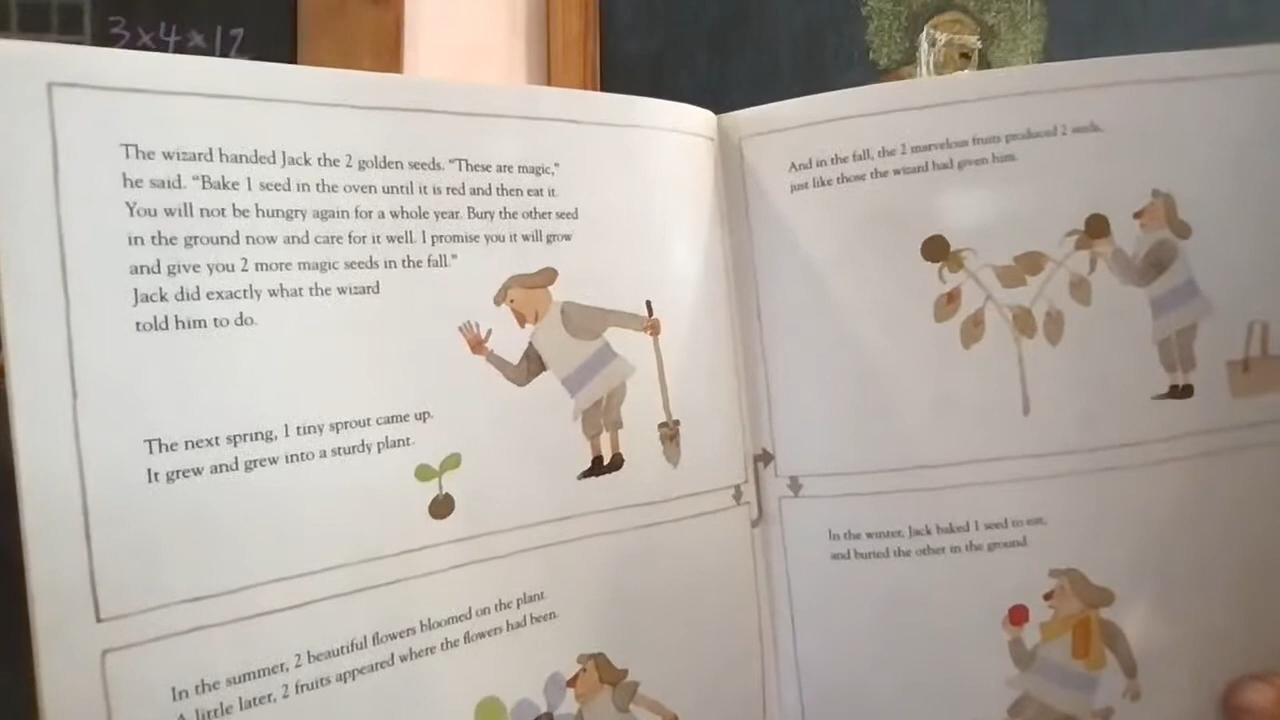 3×4×12
The wizard handed Jack the 2 golden seeds. “These are magic,”
he said. “Bake 1 seed in the oven until it is red and then eat it.
You will not be hungry again for a whole year. Bury the other seed
in the ground now and care for it well. I promise you it will grow
and give you 2 more magic seeds in the fall.”
Jack did exactly what the wizard
told him to do.
The next spring, 1 tiny sprout came up.
It grew and grew into a sturdy plant.
In the summer, 2 beautiful flowers bloomed on the plant.
A little later, 2 fruits appeared where the flowers had been.
And in the fall, the 2 marvelous fruits produced 2 seeds,
just like those the wizard had given him.
In the winter, Jack baked 1 seed to eat,
and buried the other in the ground.